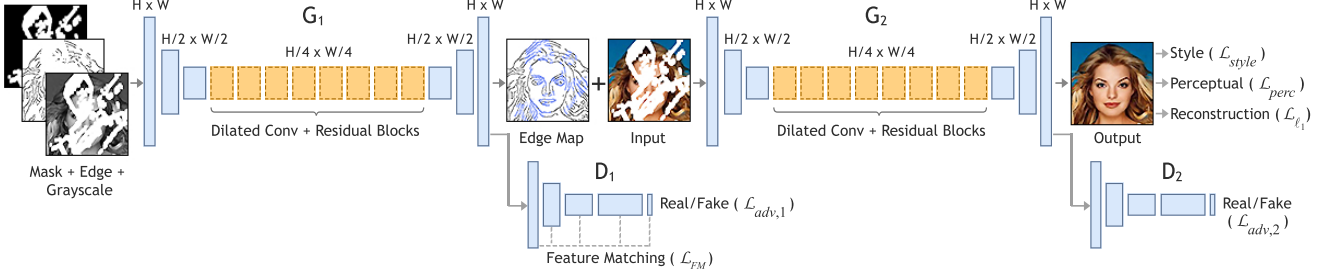 H x W
G1
H x W
H x W
G2
H x W
H/2 x W/2
H/4 x W/4
H/2 x W/2
H/2 x W/2
H/4 x W/4
H/2 x W/2
Style ( ℒstyle)
Perceptual ( ℒperc)
Reconstruction ( ℒℓ1)
+
Dilated Conv + Residual Blocks
Edge Map
Input
Dilated Conv + Residual Blocks
Output
Mask + Edge +
Grayscale
D1
Real/Fake ( ℒadv,1)
Feature Matching ( ℒFM)
D2
Real/Fake
( ℒadv,2)